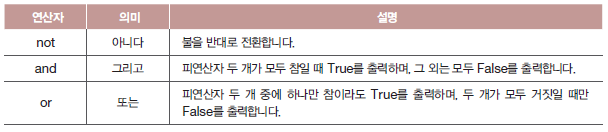 연산자 의미 설명
not 아니다 불을 반대로 전환합니다.
and 그리고 피연산자 두 개가 모두 참일 때 True를 출력하며, 그 외는 모두 False를 출력합니다.
or 또는 피연산자 두 개 중에 하나만 참이라도 True를 출력하며, 두 개가 모두 거짓일 때만
False를 출력합니다.